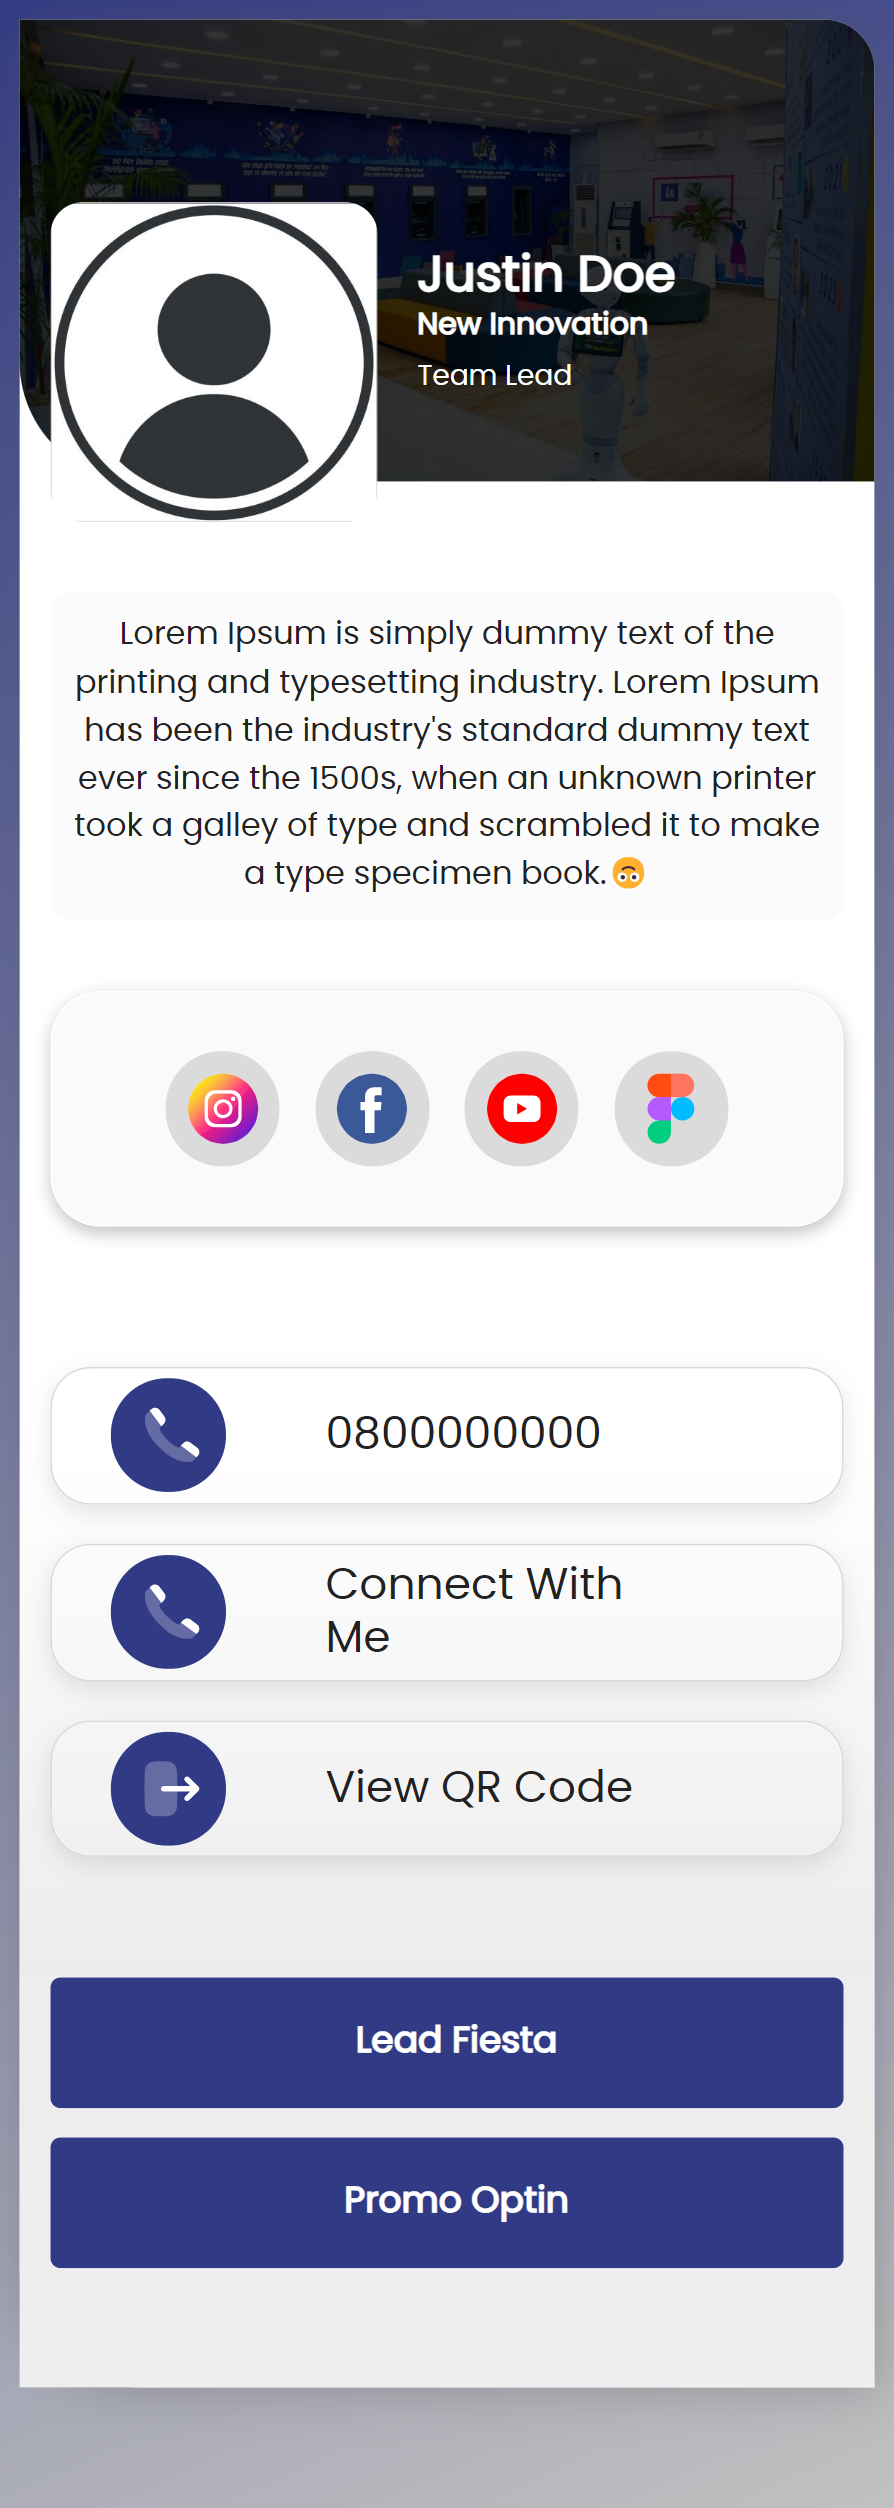 Justin Doe
New Innovation
Team Lead
Lorem Ipsum is simply dummy text of the
printing and typesetting industry. Lorem Ipsum
has been the industry's standard dummy text
ever since the 1500s, when an unknown printer
took a galley of type and scrambled it to make
a type specimen book.🙃
0800000000
Connect With
Me
View QR Code
Lead Fiesta
Promo Optin